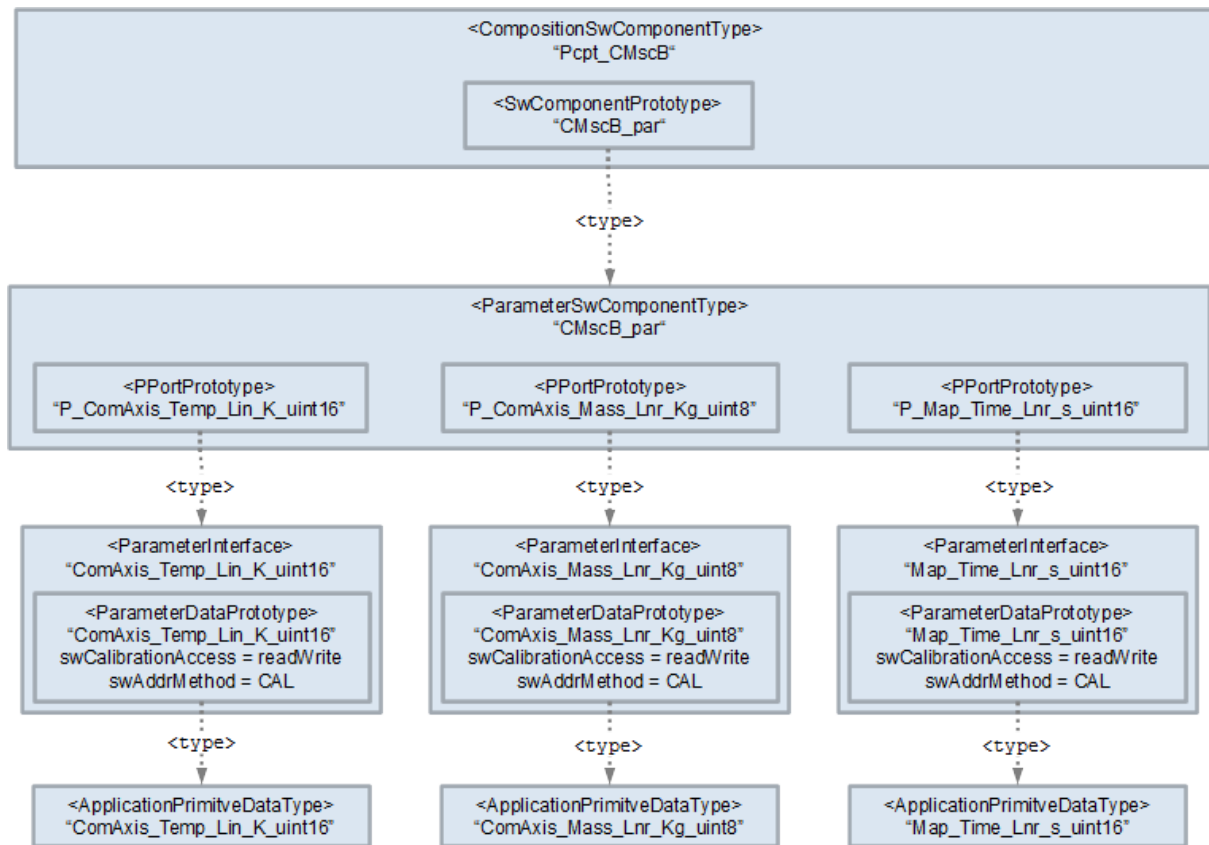 <CompositionSwComponentType>
“Pcpt_CMscB“
<SwComponentPrototype>
“CMscB_par“
<type>
<ParameterSwComponentType>
“CMscB_par“
<PPortPrototype>
“P_ComAxis_Temp_Lin_K_uint16”
<PPortPrototype>
“P_ComAxis_Mass_Lnr_Kg_uint8”
<PPortPrototype>
“P_Map_Time_Lnr_s_uint16”
<type>
<type>
<type>
<ParameterInterface>
“ComAxis_Temp_Lin_K_uint16”
<ParameterDataPrototype>
“ComAxis_Temp_Lin_K_uint16”
swCalibrationAccess = readWrite
swAddrMethod = CAL
<ParameterInterface>
“ComAxis_Mass_Lnr_Kg_uint8”
<ParameterDataPrototype>
“ComAxis_Mass_Lnr_Kg_uint8”
swCalibrationAccess = readWrite
swAddrMethod = CAL
<ParameterInterface>
“Map_Time_Lnr_s_uint16”
<ParameterDataPrototype>
“Map_Time_Lnr_s_uint16”
swCalibrationAccess = readWrite
swAddrMethod = CAL
<type>
<type>
<type>
<ApplicationPrimitveDataType>
“ComAxis_Temp_Lin_K_uint16”
<ApplicationPrimitveDataType>
“ComAxis_Mass_Lnr_Kg_uint8”
<ApplicationPrimitveDataType>
“Map_Time_Lnr_s_uint16”